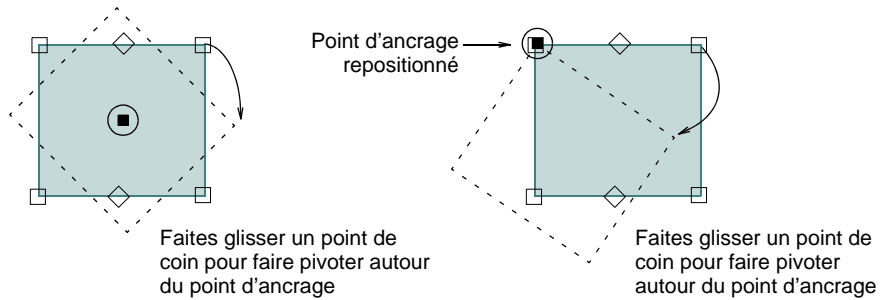 Point d'ancrage
repositionné
Faites glisser un point de
coin pour faire pivoter autour
du point d'ancrage
Faites glisser un point de
coin pour faire pivoter
autour du point d'ancrage